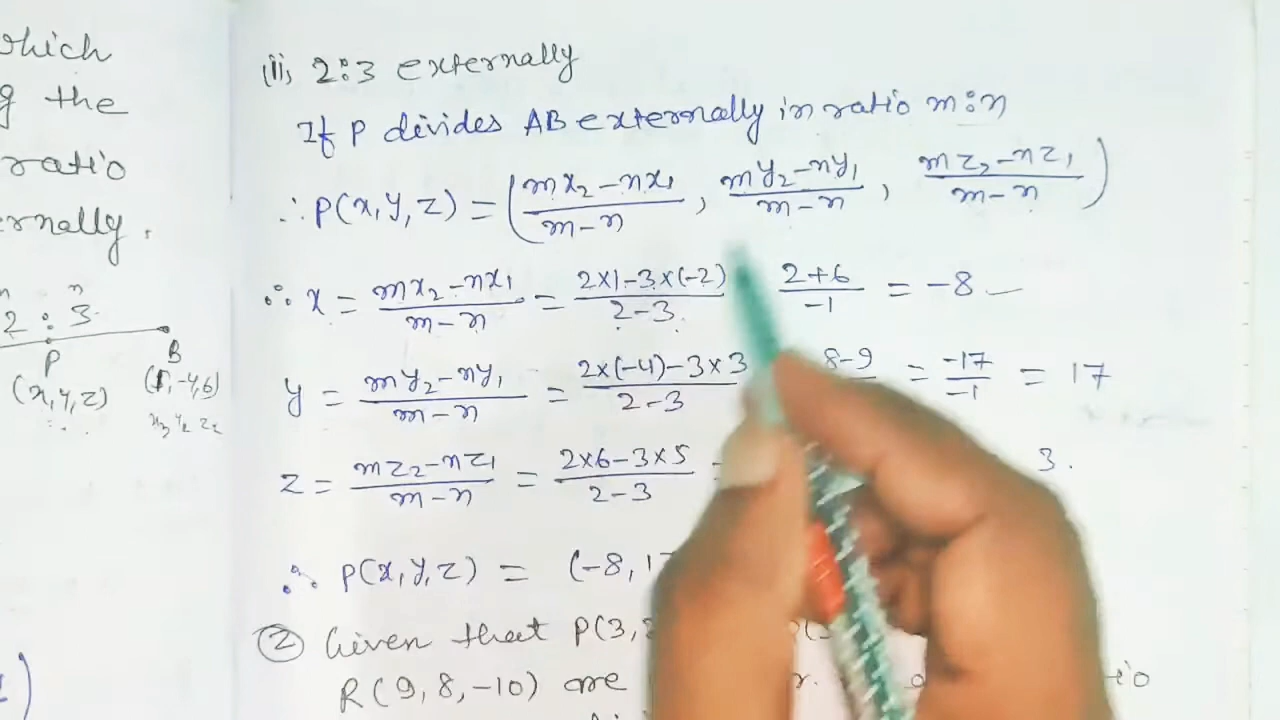 which
g the
ratio
ernally.
m n
2 : 3
P B
(x,y,z) (1,-4,6)
(ii) 2:3 externally
If P divides AB externally in ratio m:n
∴ P(x,y,z) = ( mx₂-nx₁ / m-n , my₂-ny₁ / m-n , mz₂-nz₁ / m-n )
∴ x = mx₂-nx₁ / m-n = 2×1-3×(-2) / 2-3 2+6 / -1 = -8
y = my₂-ny₁ / m-n = 2×(-4)-3×3 / 2-3 8-9 = -17 / -1 = 17
z = mz₂-nz₁ / m-n = 2×6-3×5 / 2-3 = 3.
∴ P(x,y,z) = (-8,1
② Given that P(3,
R(9,8,-10) are